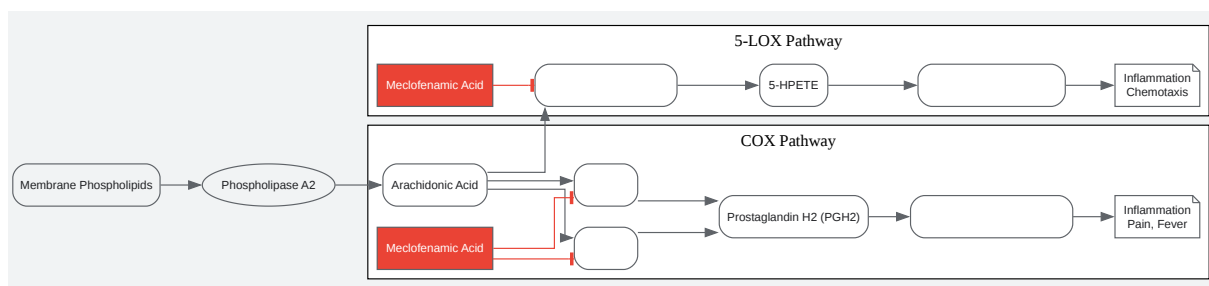 5-LOX Pathway
Meclofenamic Acid
5-HPETE
Inflammation
Chemotaxis
COX Pathway
Membrane Phospholipids
Phospholipase A2
Arachidonic Acid
Prostaglandin H2 (PGH2)
Inflammation
Pain, Fever
Meclofenamic Acid